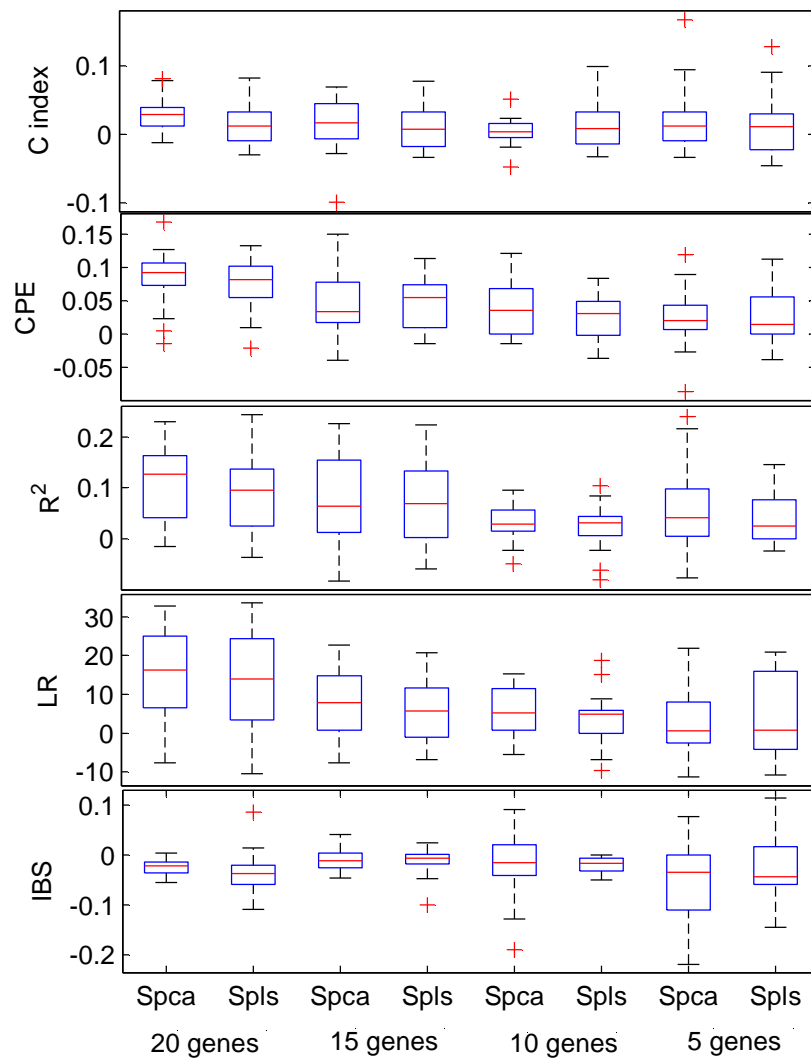 C index
0.1
0
-0.1
CPE
0.15
0.1
0.05
0
-0.05
R²
0.2
0.1
0
LR
30
20
10
0
-10
IBS
0.1
0
-0.1
-0.2
Spca Spls Spca Spls Spca Spls Spca Spls
20 genes 15 genes 10 genes 5 genes